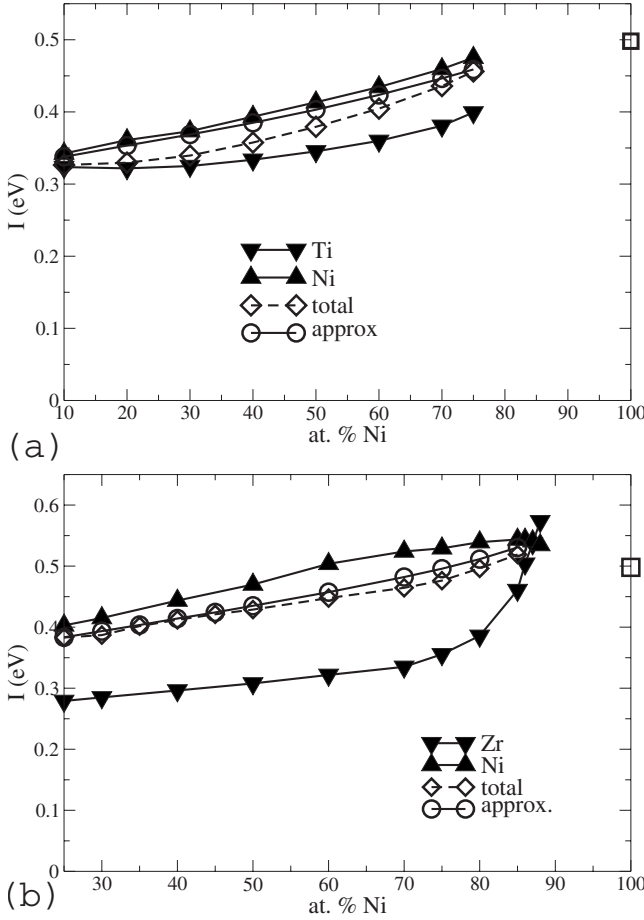 0.5
0.4
0.3
0.2
0.1
0
I (eV)
Ti
Ni
total
approx
10 20 30 40 50 60 70 80 90 100
at. % Ni
(a)
0.6
0.5
0.4
0.3
0.2
0.1
0
I (eV)
Zr
Ni
total
approx.
30 40 50 60 70 80 90 100
at. % Ni
(b)